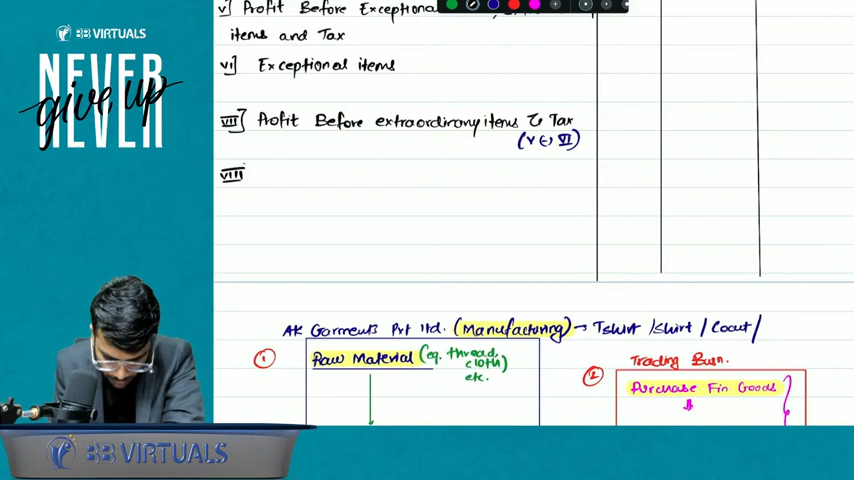 BB VIRTUALS
NEVER
give up
NEVER
V] Profit Before Exceptiona
items and Tax
VI] Exceptional items
VII] Profit Before extraordinary items & Tax
(V (-) VI)
VIII
AK Garments Pvt ltd. (Manufacturing) → Tshirt /Shirt / Coat /
① Raw Material (eg. thread, cloth) etc.
Trading Busn.
② Purchase Fin Goods
BB VIRTUALS